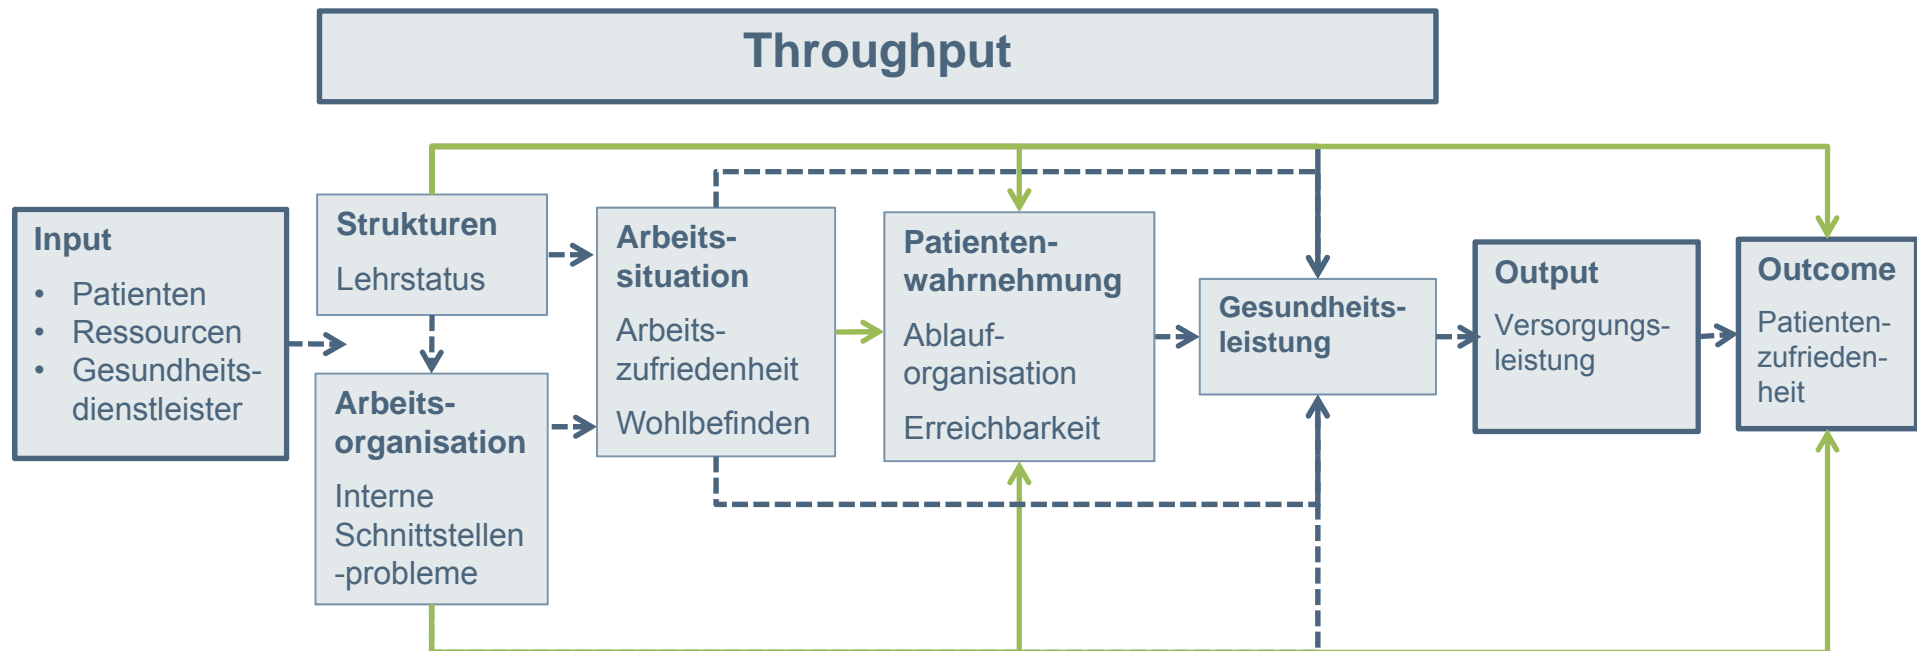 Throughput
Input
• Patienten
• Ressourcen
• Gesundheits-
dienstleister
Strukturen
Lehrstatus
Arbeits-
organisation
Interne
Schnittstellen
-probleme
Arbeits-
situation
Arbeits-
zufriedenheit
Wohlbefinden
Patienten-
wahrnehmung
Ablauf-
organisation
Erreichbarkeit
Gesundheits-
leistung
Output
Versorgungs-
leistung
Outcome
Patienten-
zufrieden-
heit